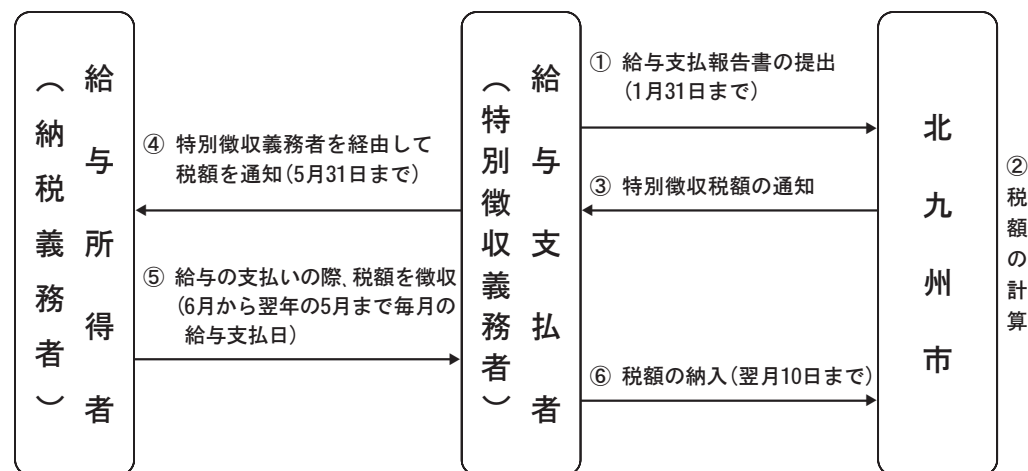 給与所得者
（納税義務者）
給与支払者
（特別徴収義務者）
北九州市
① 給与支払報告書の提出
（1月31日まで）
②税額の計算
③ 特別徴収税額の通知
④ 特別徴収義務者を経由して
税額を通知（5月31日まで）
⑤ 給与の支払いの際、税額を徴収
（6月から翌年の5月まで毎月の
給与支払日）
⑥ 税額の納入（翌月10日まで）